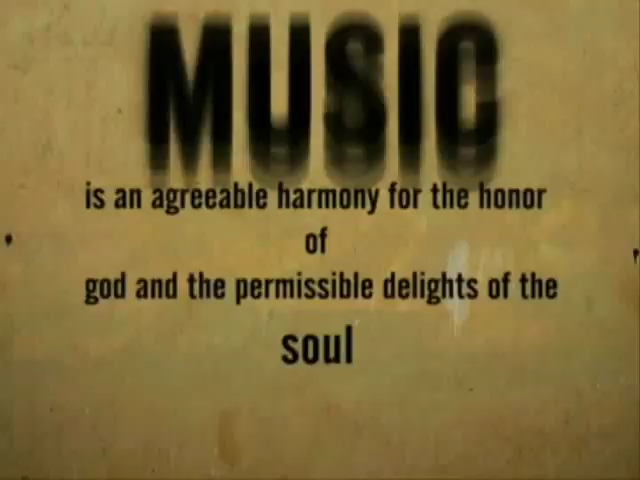 MUSIC
is an agreeable harmony for the honor
of
god and the permissible delights of the
soul